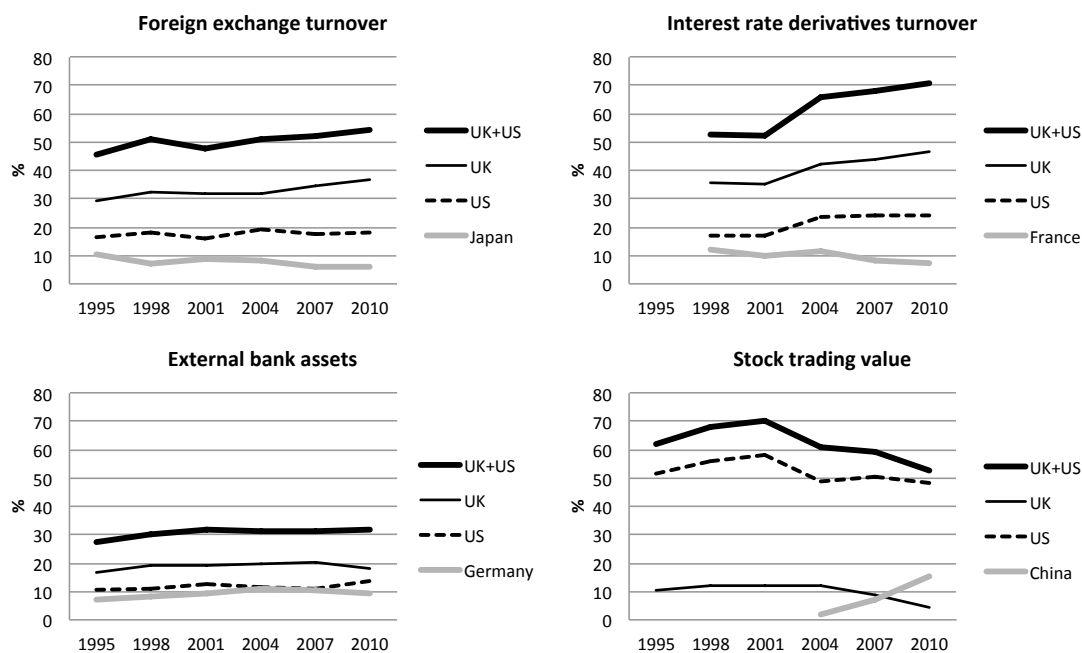 Foreign exchange turnover
80
70
60
50
40
30
20
10
0
%
1995 1998 2001 2004 2007 2010
UK+US
UK
US
Japan
Interest rate derivatives turnover
80
70
60
50
40
30
20
10
0
%
1995 1998 2001 2004 2007 2010
UK+US
UK
US
France
External bank assets
80
70
60
50
40
30
20
10
0
%
1995 1998 2001 2004 2007 2010
UK+US
UK
US
Germany
Stock trading value
80
70
60
50
40
30
20
10
0
%
1995 1998 2001 2004 2007 2010
UK+US
UK
US
China